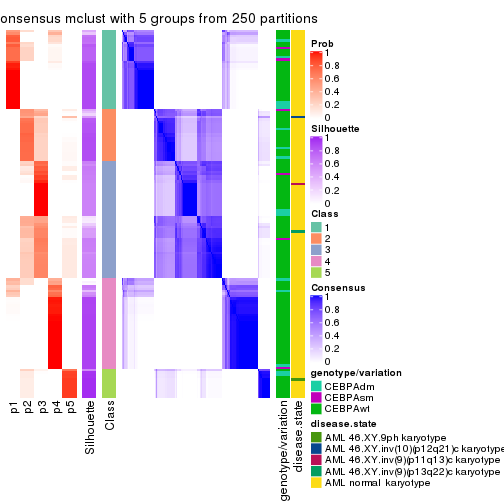 onsensus mclust with 5 groups from 250 partitions
Prob
1
0.8
0.6
0.4
0.2
0
Silhouette
1
0.8
0.6
0.4
0.2
0
Class
1
2
3
4
5
Consensus
1
0.8
0.6
0.4
0.2
0
genotype/variation
CEBPAdm
CEBPAsm
CEBPAwt
disease.state
AML 46.XY.9ph karyotype
AML 46.XY.inv(10)(p12q21)c karyotype
AML 46.XY.inv(9)(p11q13)c karyotype
AML 46.XY.inv(9)(p13q22)c karyotype
AML normal karyotype
p1
p2
p3
p4
p5
Silhouette
Class
genotype/variation
disease.state